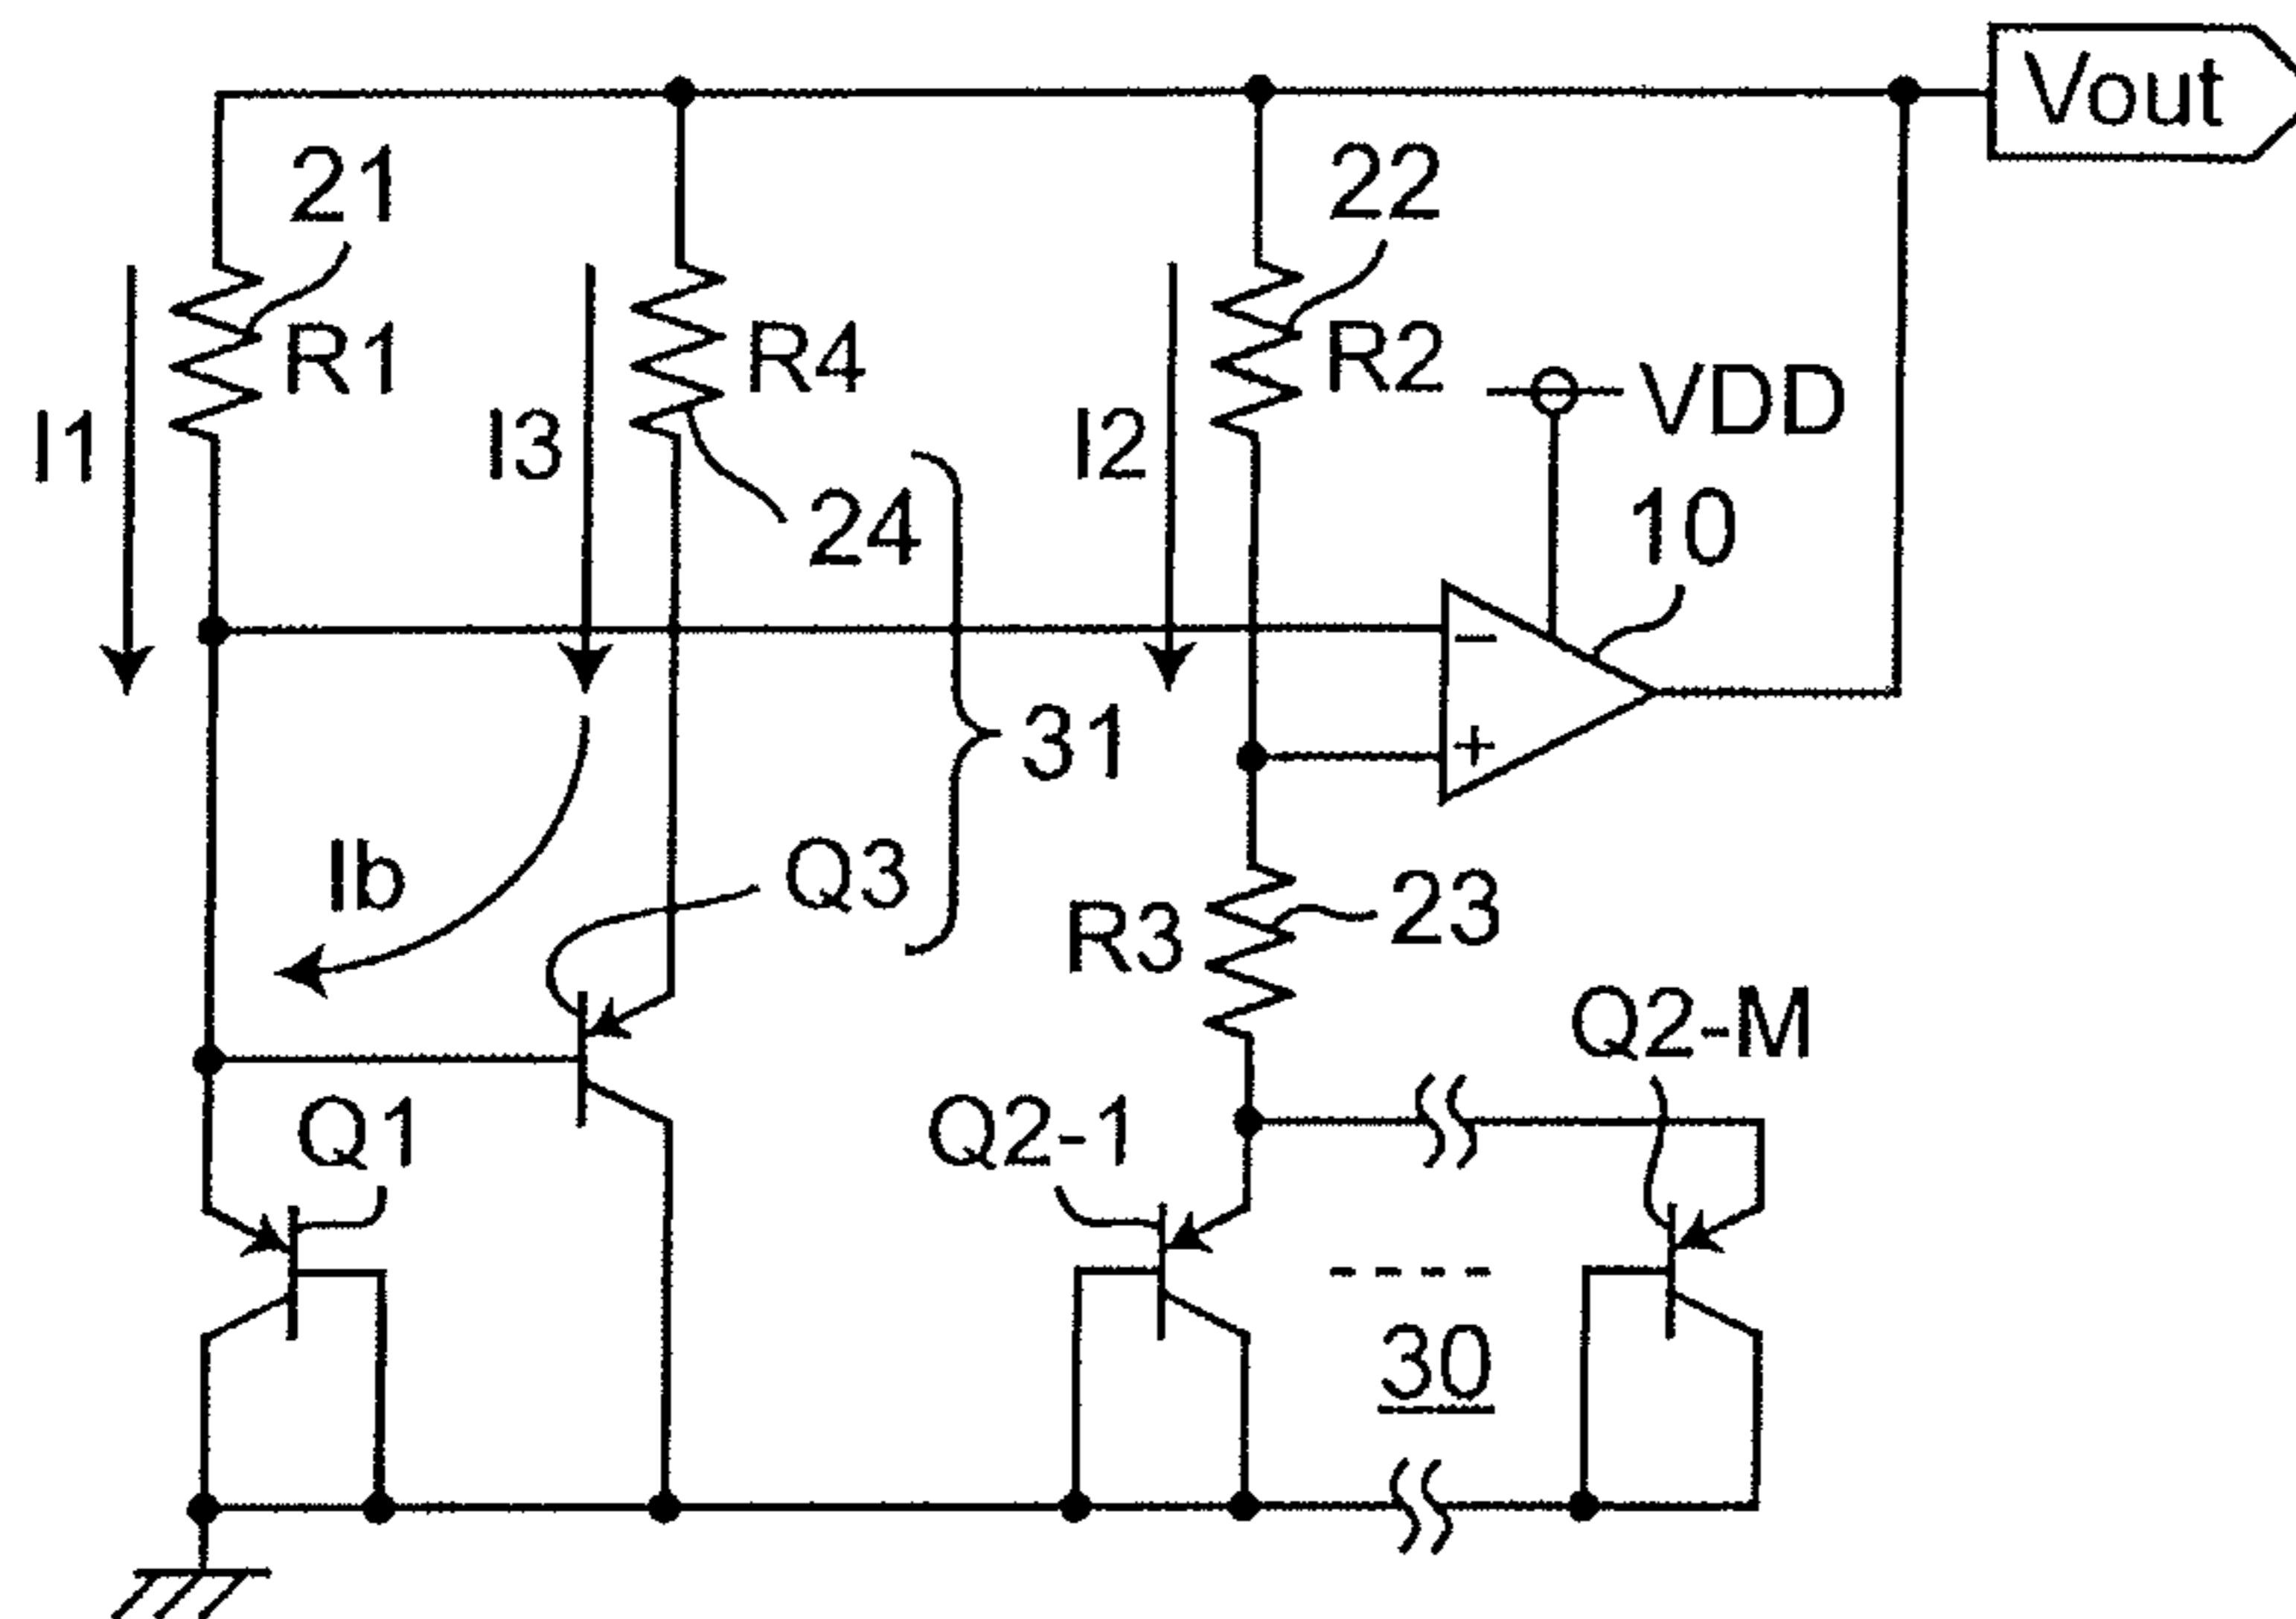 Vout
21
22
R1
R4
R2
VDD
I1
I3
I2
24
10
−
31
+
Ib
Q3
R3
23
Q2-M
Q1
Q2-1
30